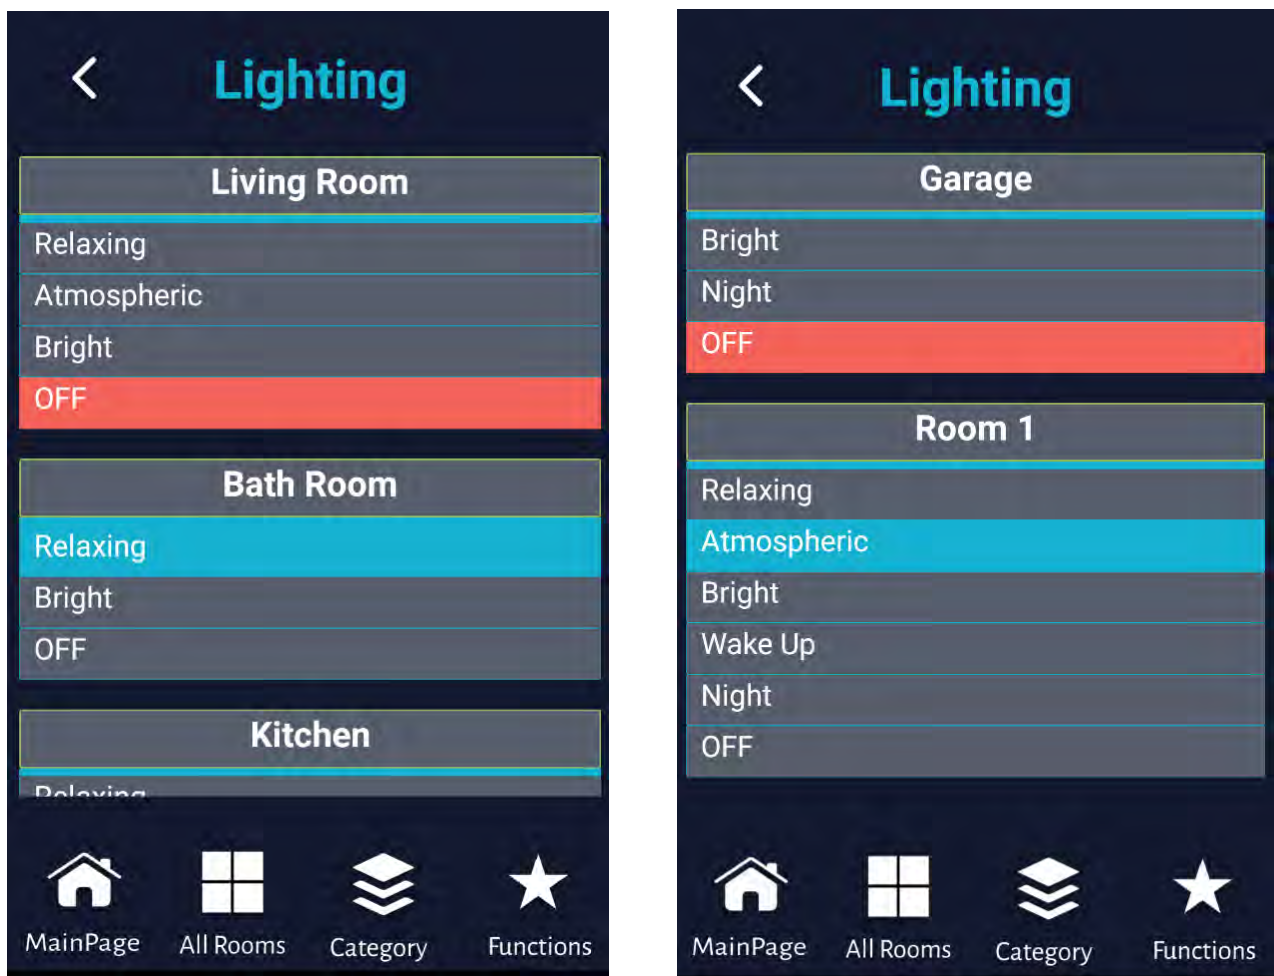 Lighting
Living Room
Relaxing
Atmospheric
Bright
OFF
Bath Room
Relaxing
Bright
OFF
Kitchen
Relaxing
MainPage
All Rooms
Category
Functions
Lighting
Garage
Bright
Night
OFF
Room 1
Relaxing
Atmospheric
Bright
Wake Up
Night
OFF
MainPage
All Rooms
Category
Functions